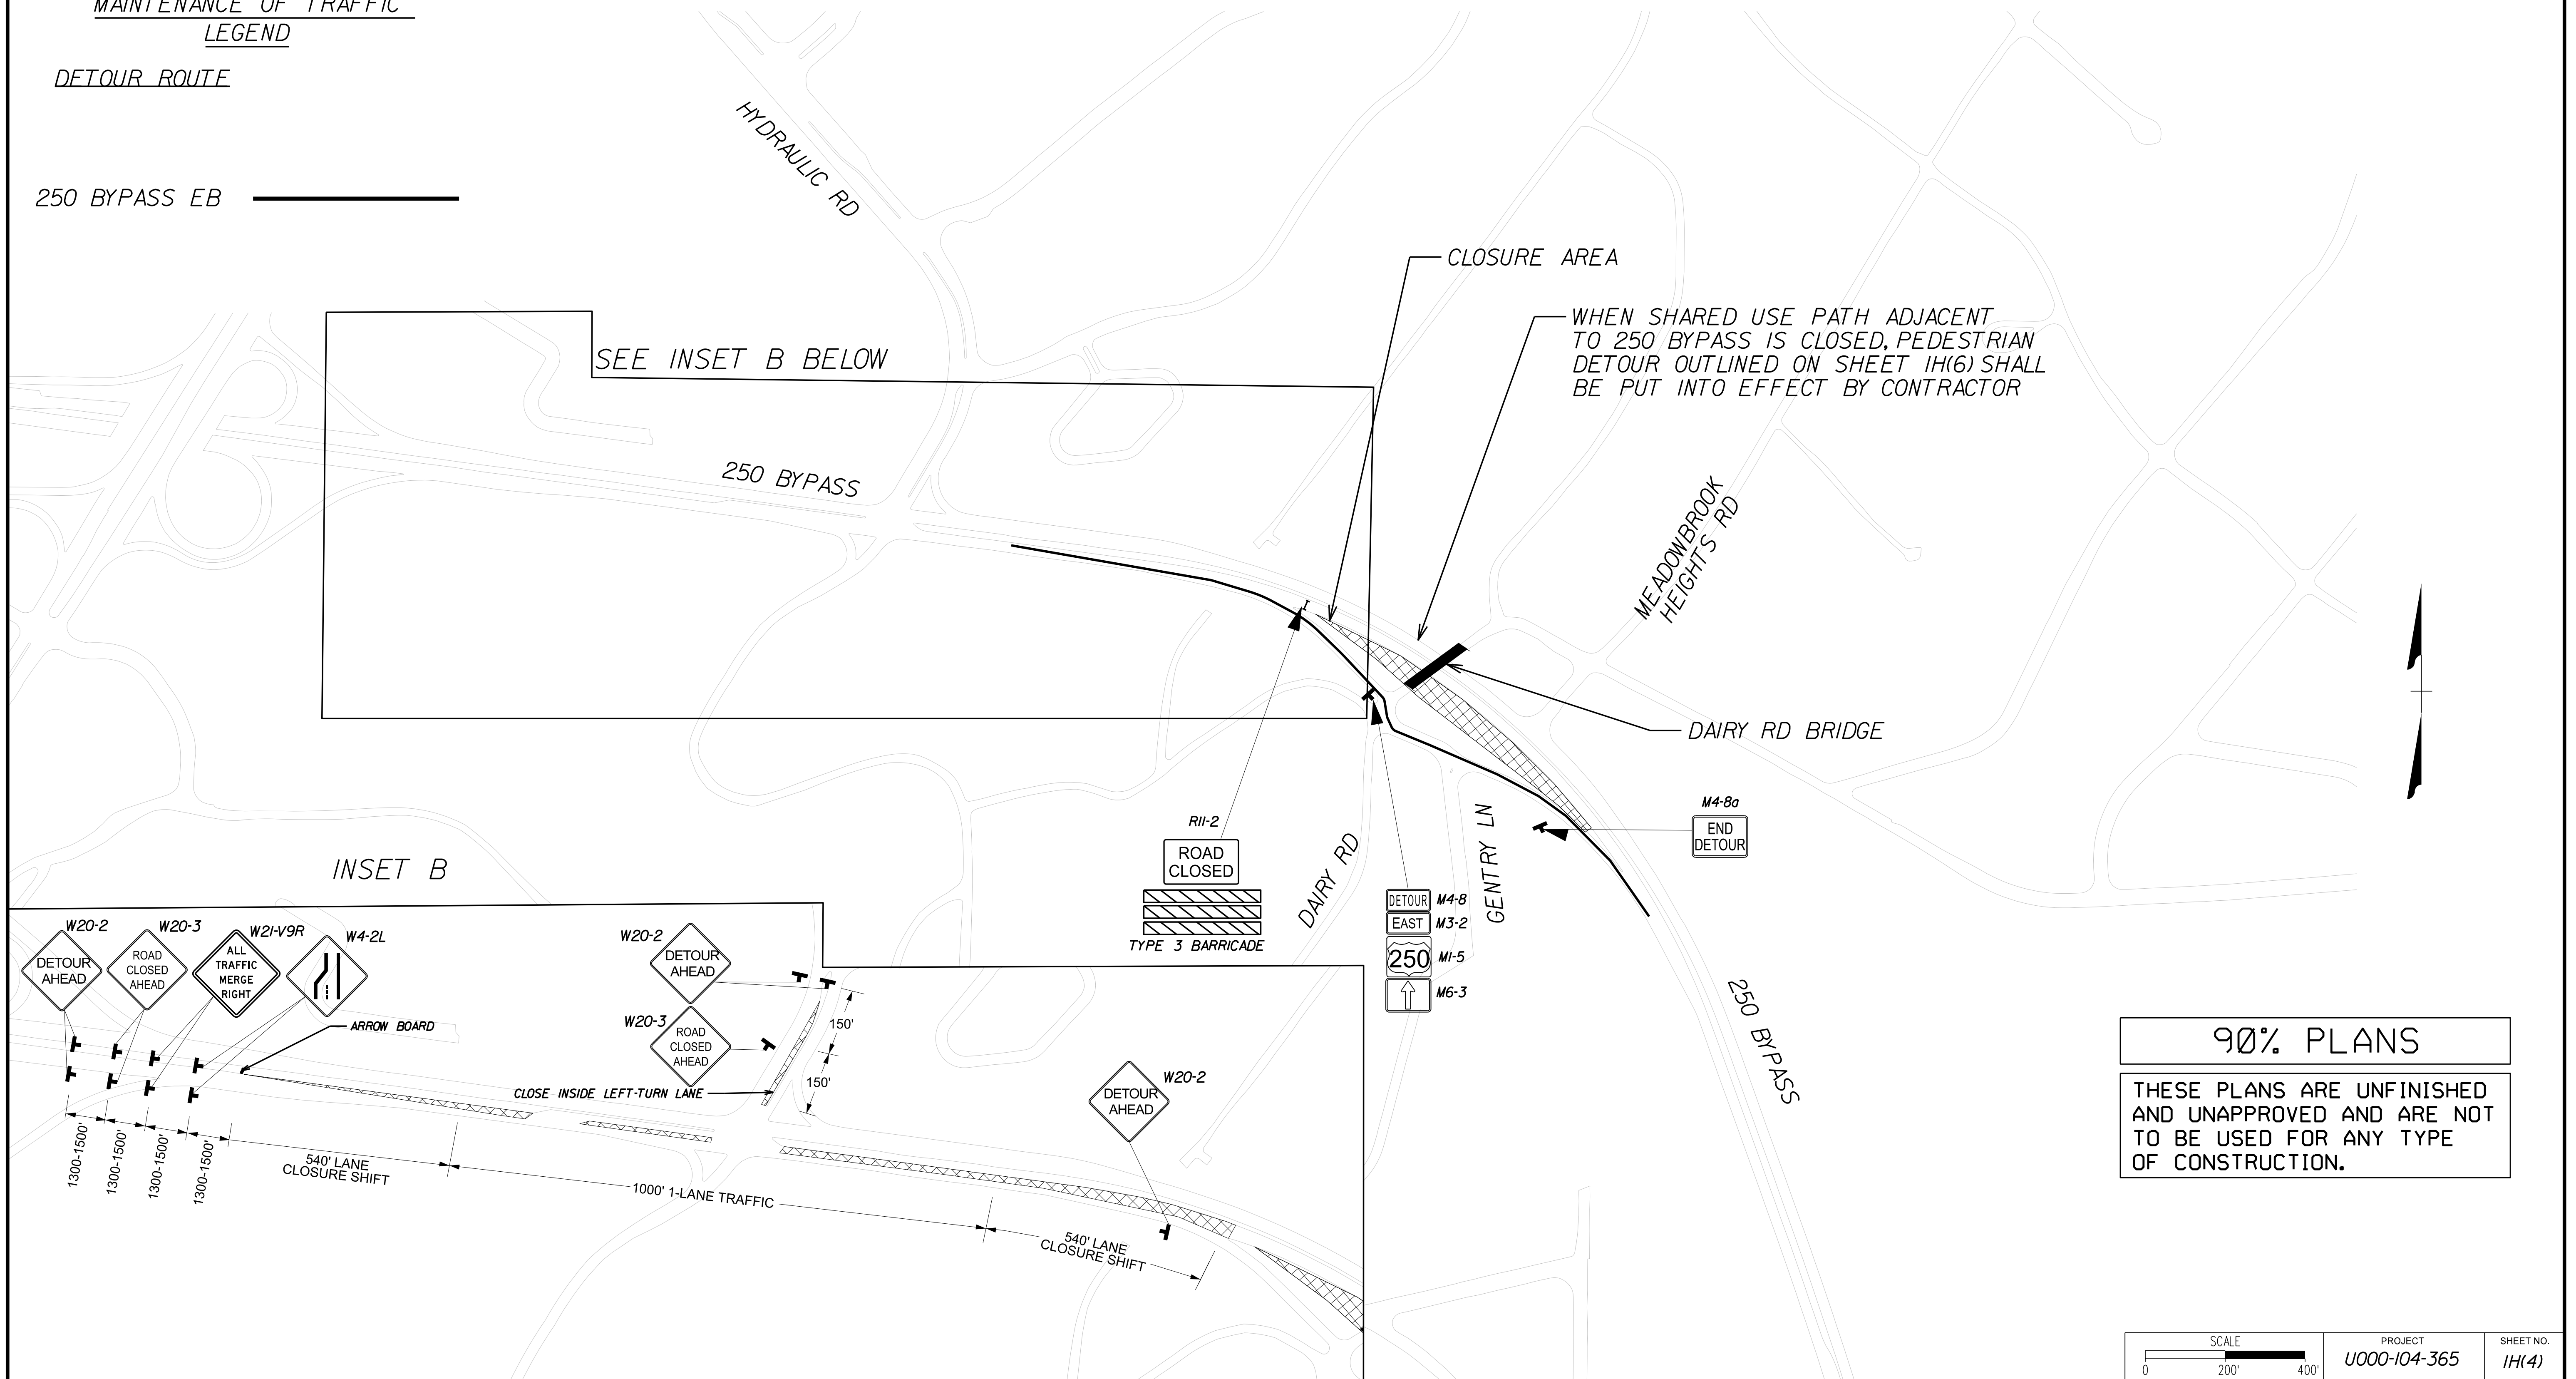 MAINTENANCE OF TRAFFIC
LEGEND
DETOUR ROUTE
250 BYPASS EB
HYDRAULIC RD
CLOSURE AREA
WHEN SHARED USE PATH ADJACENT
TO 250 BYPASS IS CLOSED, PEDESTRIAN
DETOUR OUTLINED ON SHEET 1H(6) SHALL
BE PUT INTO EFFECT BY CONTRACTOR
SEE INSET B BELOW
250 BYPASS
MEADOWBROOK
HEIGHTS RD
DAIRY RD BRIDGE
M4-8a
END
DETOUR
R11-2
ROAD
CLOSED
TYPE 3 BARRICADE
DAIRY RD
GENTRY LN
DETOUR M4-8
EAST M3-2
250 M1-5
M6-3
250 BYPASS
INSET B
W20-2
DETOUR
AHEAD
W20-3
ROAD
CLOSED
AHEAD
W21-V9R
ALL
TRAFFIC
MERGE
RIGHT
W4-2L
ARROW BOARD
W20-2
DETOUR
AHEAD
W20-3
ROAD
CLOSED
AHEAD
CLOSE INSIDE LEFT-TURN LANE
150'
150'
W20-2
DETOUR
AHEAD
1300-1500'
1300-1500'
1300-1500'
1300-1500'
540' LANE
CLOSURE SHIFT
1000' 1-LANE TRAFFIC
540' LANE
CLOSURE SHIFT
90% PLANS
THESE PLANS ARE UNFINISHED
AND UNAPPROVED AND ARE NOT
TO BE USED FOR ANY TYPE
OF CONSTRUCTION.
SCALE
0 200' 400'
PROJECT
U000-104-365
SHEET NO.
1H(4)